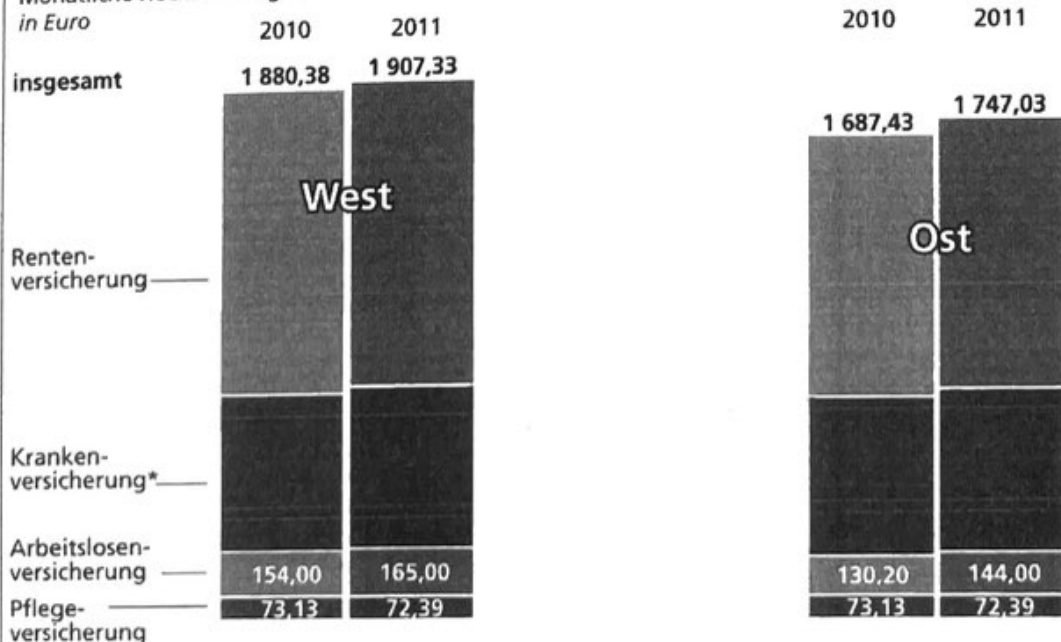 in Euro
2010 2011
2010 2011
insgesamt
1 880,38 1 907,33
1 687,43 1 747,03
West
Ost
Renten-
versicherung
Kranken-
versicherung*
Arbeitslosen-
versicherung
154,00 165,00
130,20 144,00
Pflege-
versicherung
73,13 72,39
73,13 72,39